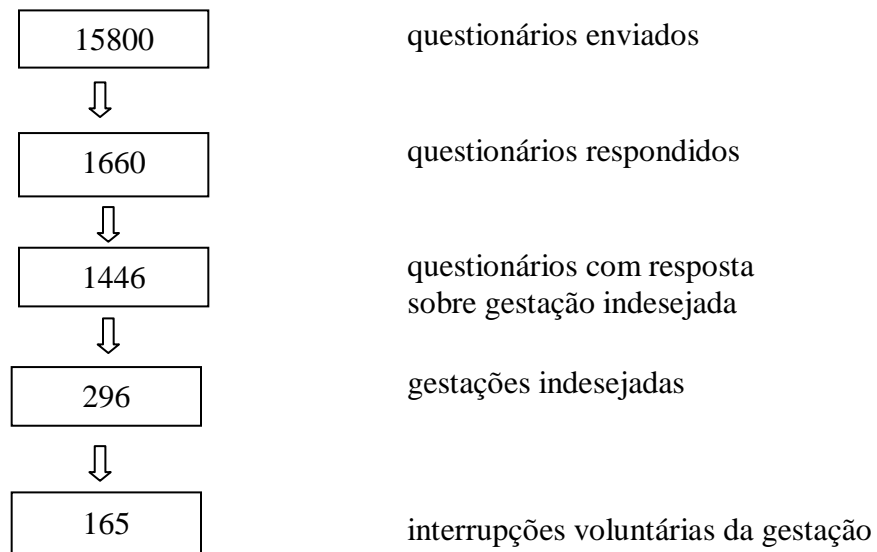 15800 questionários enviados
1660 questionários respondidos
1446 questionários com resposta
sobre gestação indesejada
296 gestações indesejadas
165 interrupções voluntárias da gestação